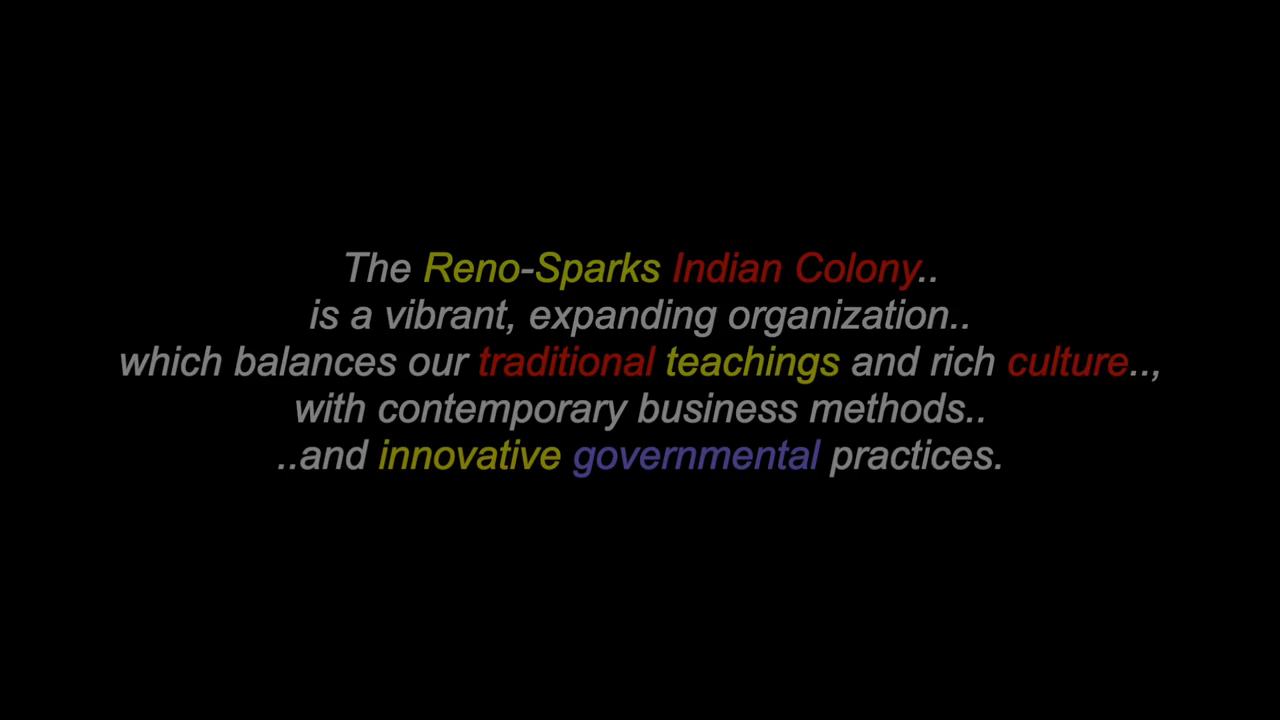 The Reno-Sparks Indian Colony..
is a vibrant, expanding organization..
which balances our traditional teachings and rich culture..,
with contemporary business methods..
..and innovative governmental practices.